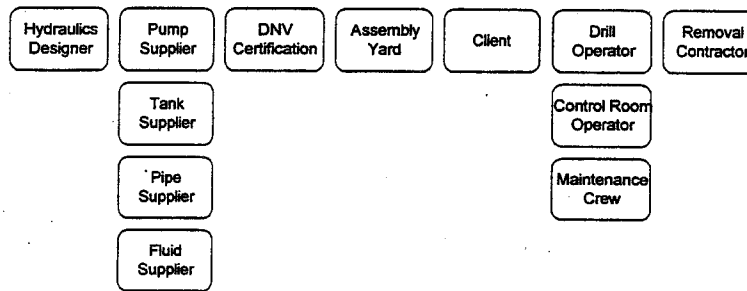 Hydraulics
Designer
Pump
Supplier
DNV
Certification
Assembly
Yard
Client
Drill
Operator
Removal
Contractor
Tank
Supplier
Control Room
Operator
Pipe
Supplier
Maintenance
Crew
Fluid
Supplier